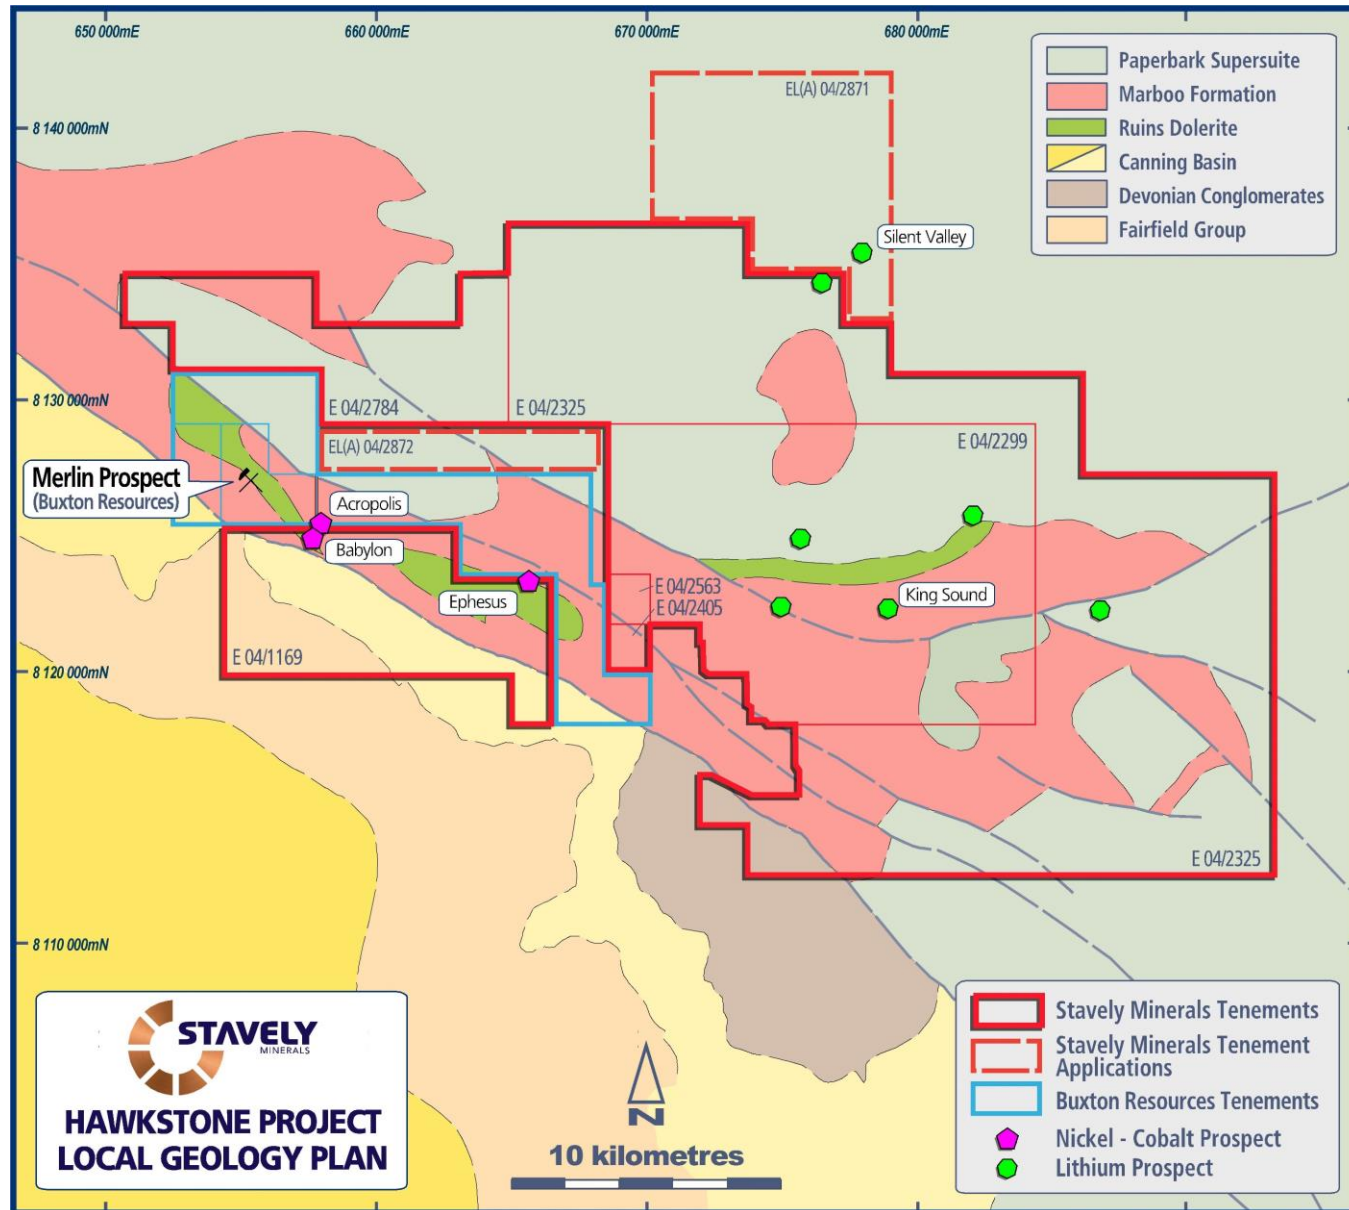 650 000mE
660 000mE
670 000mE
680 000mE
Paperbark Supersuite
Marboo Formation
Ruins Dolerite
Canning Basin
Devonian Conglomerates
Fairfield Group
EL(A) 04/2871
8 140 000mN
Silent Valley
8 130 000mN
E 04/2784
E 04/2325
EL(A) 04/2872
E 04/2299
Merlin Prospect
(Buxton Resources)
Acropolis
Babylon
Ephesus
E 04/2563
E 04/2405
King Sound
E 04/1169
8 120 000mN
E 04/2325
8 110 000mN
STAVELY
MINERALS
HAWKSTONE PROJECT
LOCAL GEOLOGY PLAN
N
10 kilometres
Stavely Minerals Tenements
Stavely Minerals Tenement
Applications
Buxton Resources Tenements
Nickel - Cobalt Prospect
Lithium Prospect